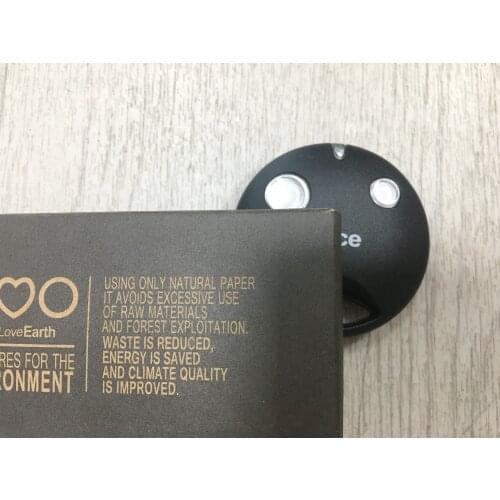 LoveEarth
RES FOR THE
RONMENT
USING ONLY NATURAL PAPER
IT AVOIDS EXCESSIVE USE
OF RAW MATERIALS
AND FOREST EXPLOITATION.
WASTE IS REDUCED,
ENERGY IS SAVED
AND CLIMATE QUALITY
IS IMPROVED.
ce